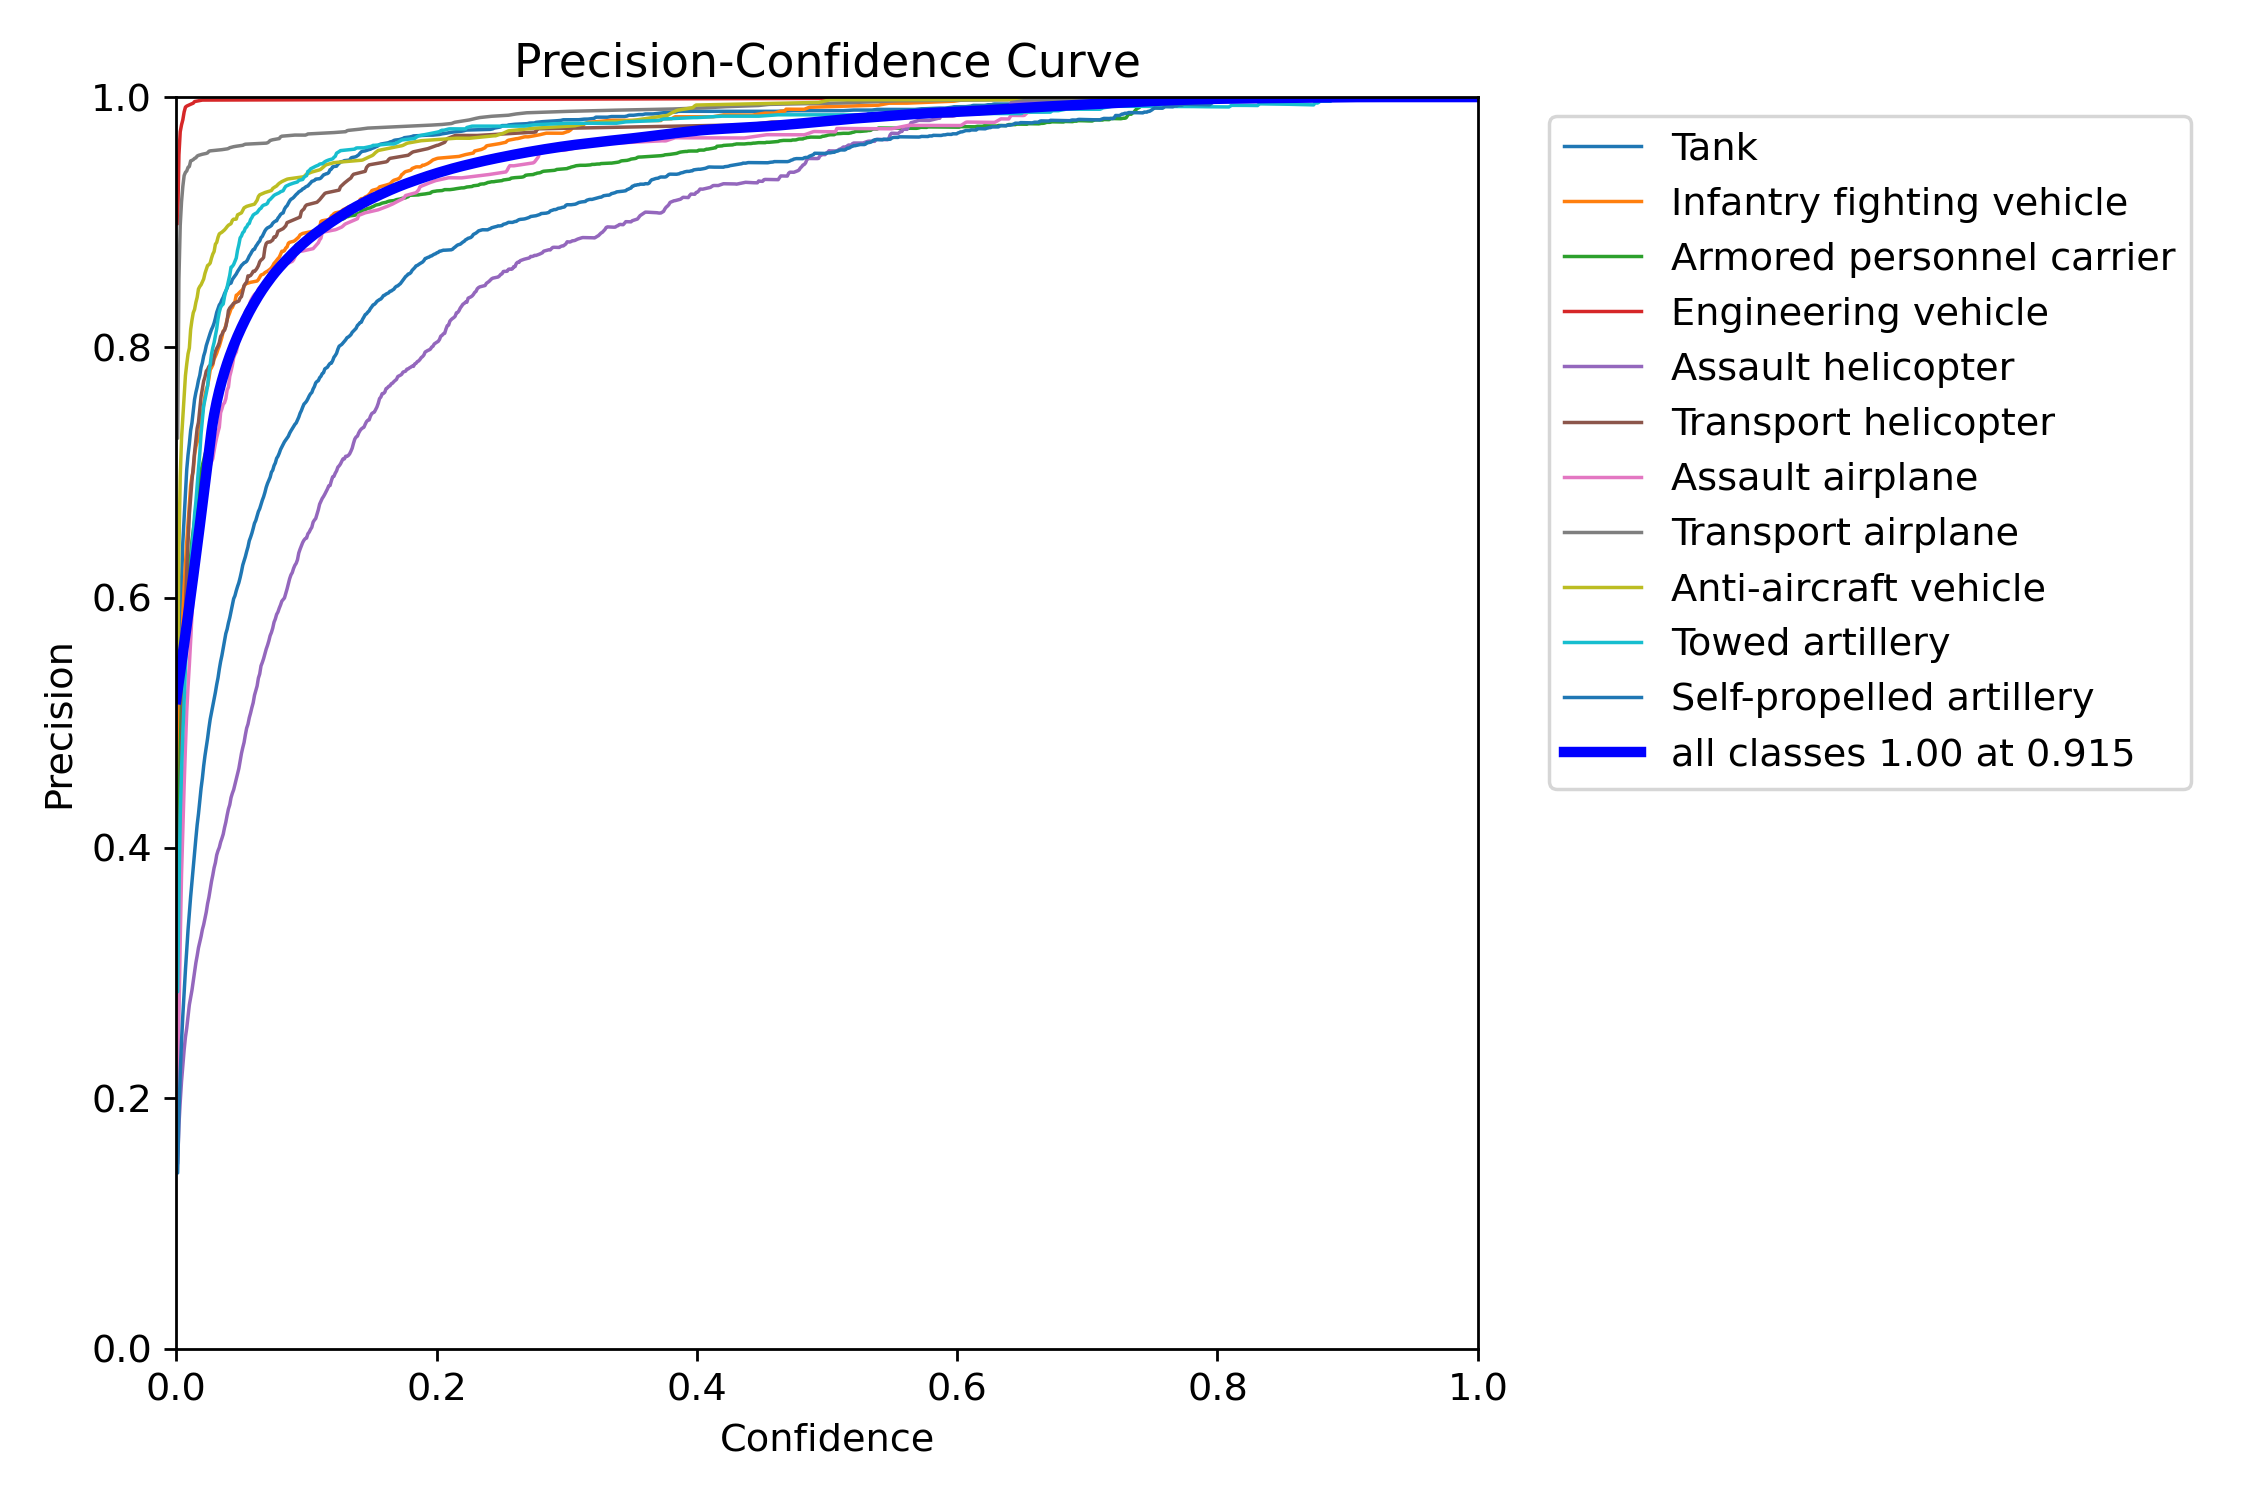 Precision-Confidence Curve
1.0
0.8
0.6
0.4
0.2
0.0
Precision
0.0 0.2 0.4 0.6 0.8 1.0
Confidence
Tank
Infantry fighting vehicle
Armored personnel carrier
Engineering vehicle
Assault helicopter
Transport helicopter
Assault airplane
Transport airplane
Anti-aircraft vehicle
Towed artillery
Self-propelled artillery
all classes 1.00 at 0.915